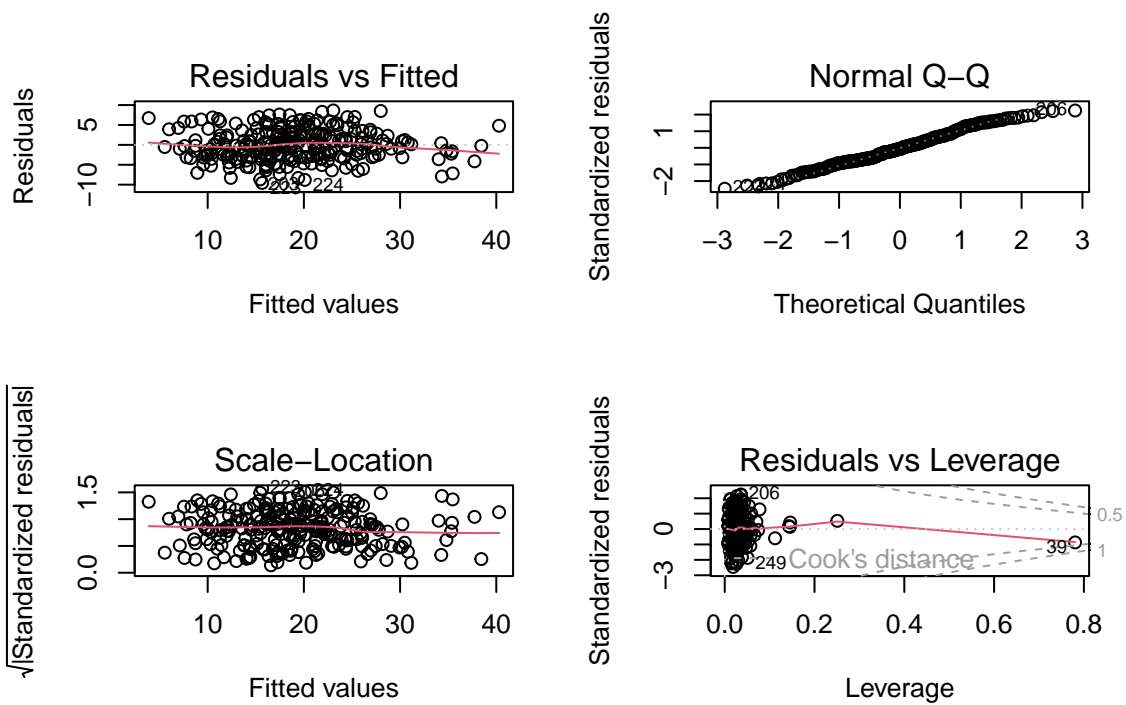 Residuals vs Fitted
Residuals
5
−10
10 20 30 40
Fitted values
224
Normal Q−Q
Standardized residuals
1
−2
−3 −2 −1 0 1 2 3
Theoretical Quantiles
Scale−Location
√|Standardized residuals|
1.5
0.0
10 20 30 40
Fitted values
Residuals vs Leverage
Standardized residuals
0
−3
206
249
39
Cook's distance
0.5
1
0.0 0.2 0.4 0.6 0.8
Leverage